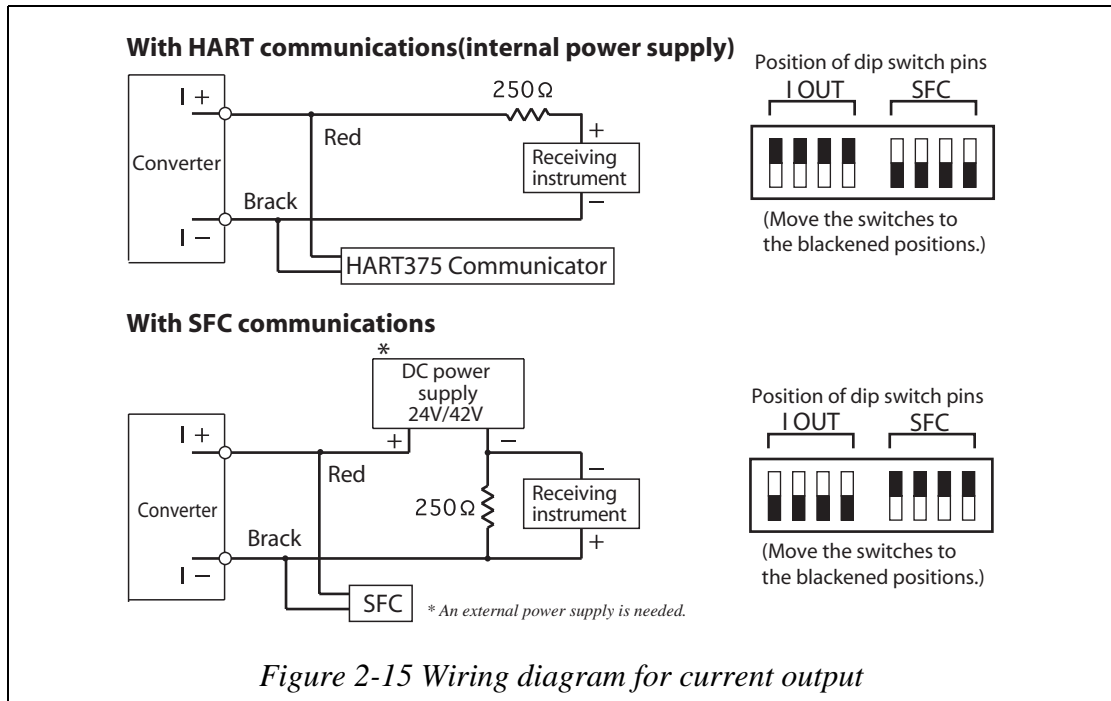 With HART communications(internal power supply)
I +
Converter
I −
Red
Brack
250Ω
+
Receiving
instrument
−
HART375 Communicator
Position of dip switch pins
I OUT
SFC
(Move the switches to
the blackened positions.)
With SFC communications
*
DC power
supply
24V/42V
+
−
I +
Converter
I −
Red
Brack
250Ω
−
Receiving
instrument
+
SFC
* An external power supply is needed.
Position of dip switch pins
I OUT
SFC
(Move the switches to
the blackened positions.)
Figure 2-15 Wiring diagram for current output